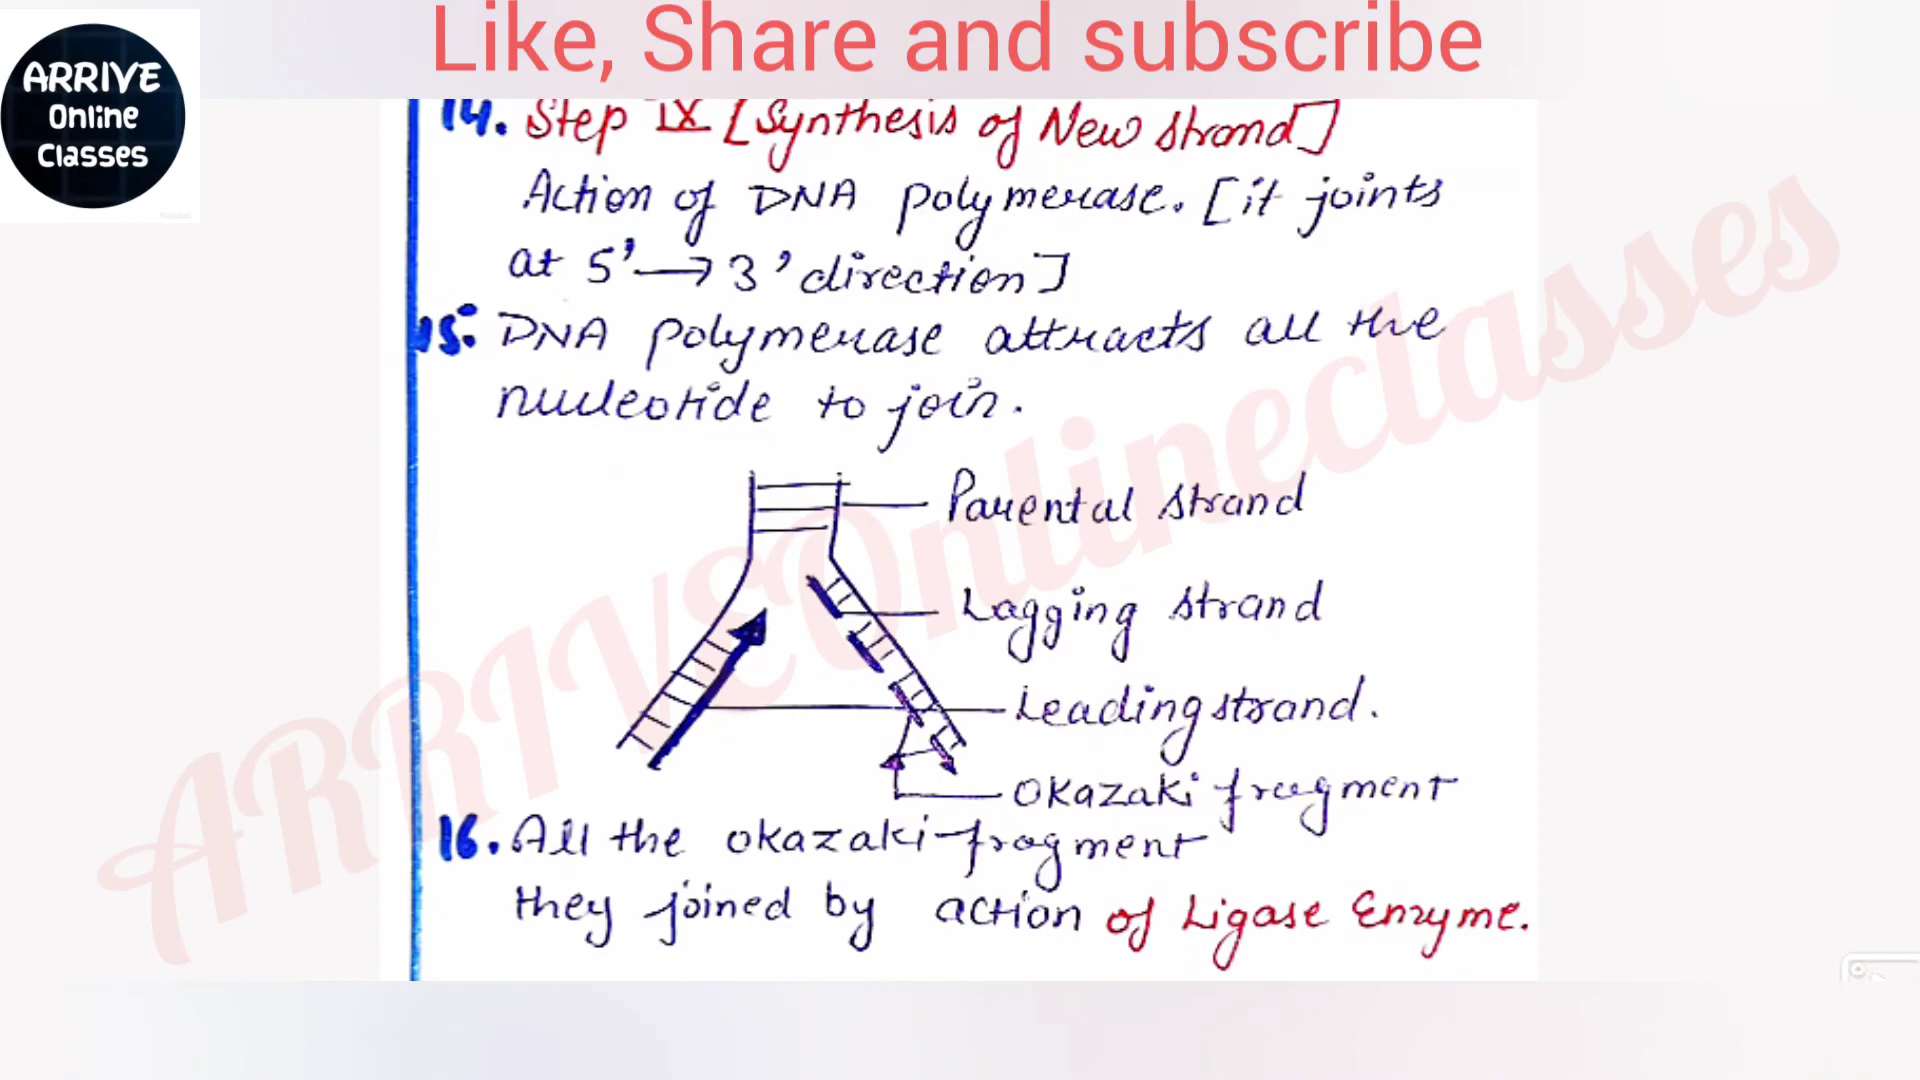 Like, Share and subscribe
ARRIVE
Online
Classes
14. Step IX [Synthesis of New Strand]
Action of DNA polymerase. [it joints
at 5'→3' direction]
15. DNA polymerase attracts all the
nucleotide to join.
Parental strand
Lagging strand
Leading strand.
Okazaki fragment
16. All the okazaki fragment
they joined by action of Ligase Enzyme.
ARRIVEOnlineclasses